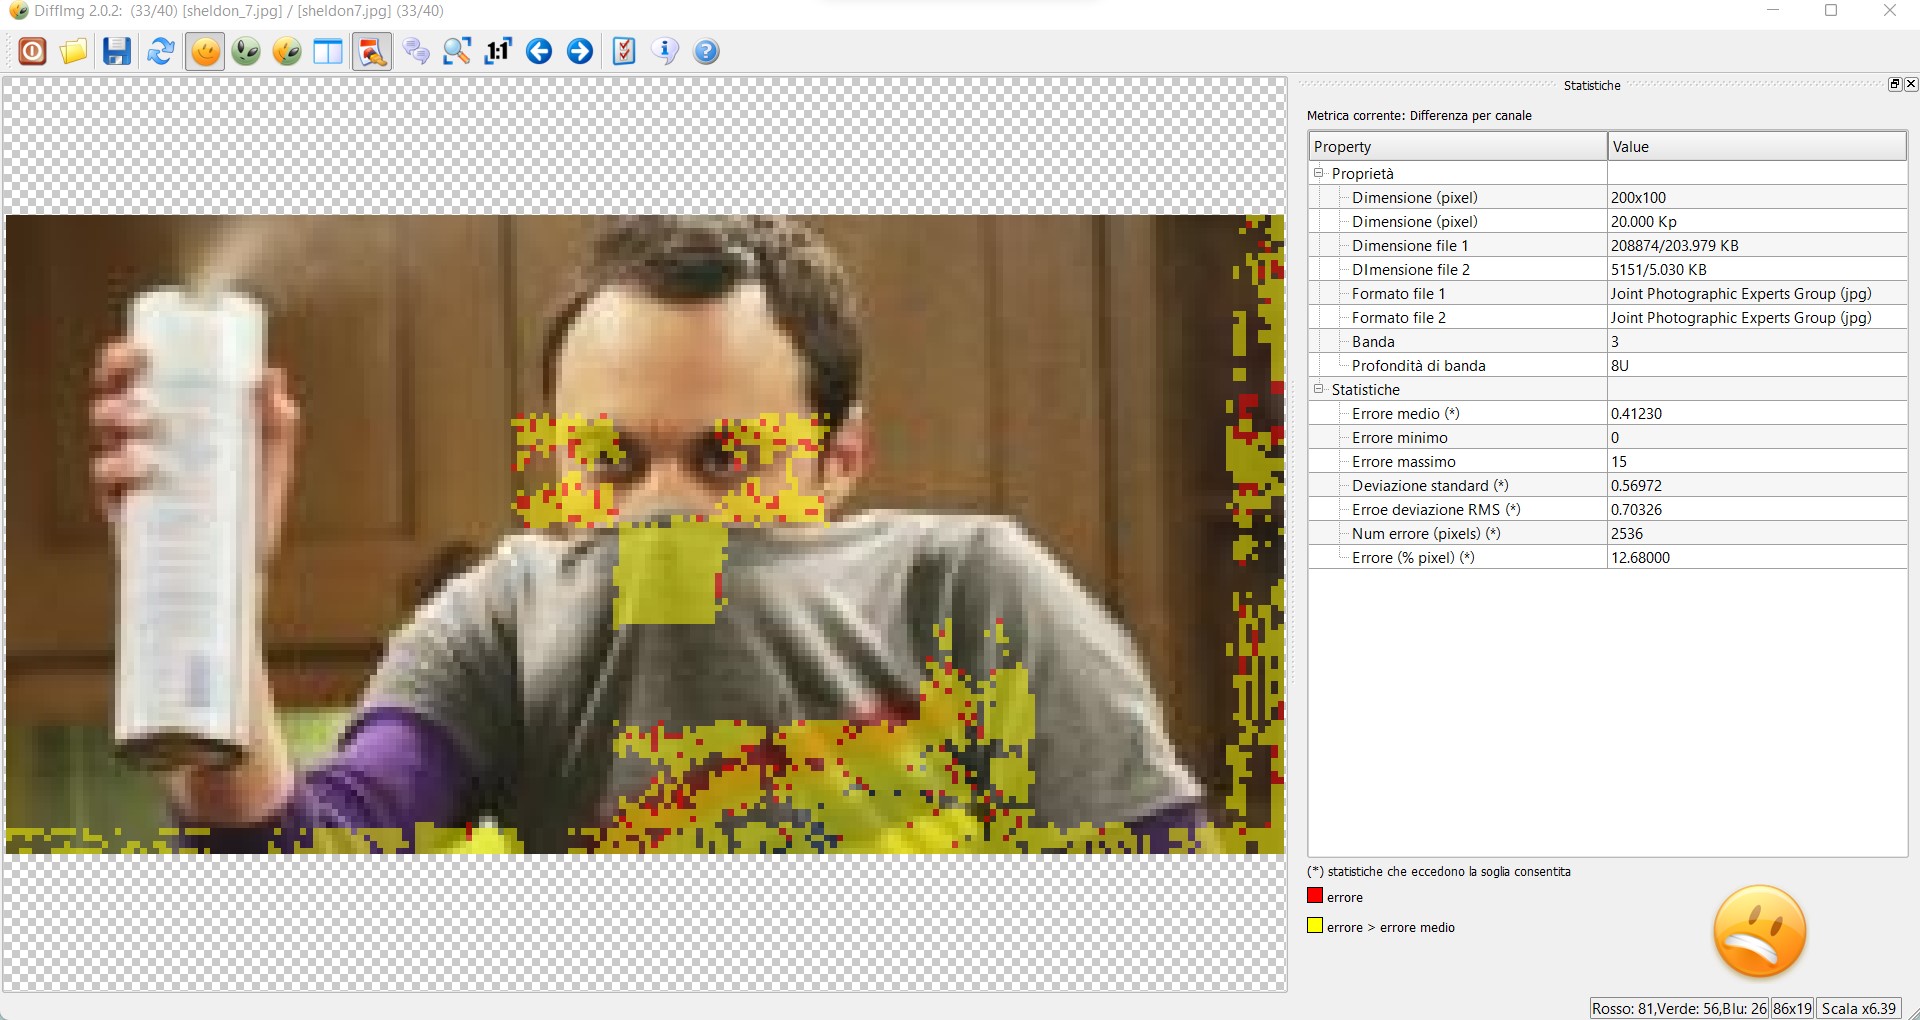 DiffImg 2.0.2: (33/40) [sheldon_7.jpg] / [sheldon7.jpg] (33/40)
1:1
Statistiche
Metrica corrente: Differenza per canale
Property Value
Proprietà
Dimensione (pixel) 200x100
Dimensione (pixel) 20.000 Kp
Dimensione file 1 208874/203.979 KB
DImensione file 2 5151/5.030 KB
Formato file 1 Joint Photographic Experts Group (jpg)
Formato file 2 Joint Photographic Experts Group (jpg)
Banda 3
Profondità di banda 8U
Statistiche
Errore medio (*) 0.41230
Errore minimo 0
Errore massimo 15
Deviazione standard (*) 0.56972
Erroe deviazione RMS (*) 0.70326
Num errore (pixels) (*) 2536
Errore (% pixel) (*) 12.68000
(*) statistiche che eccedono la soglia consentita
errore
errore > errore medio
Rosso: 81,Verde: 56,Blu: 26 86x19 Scala x6.39